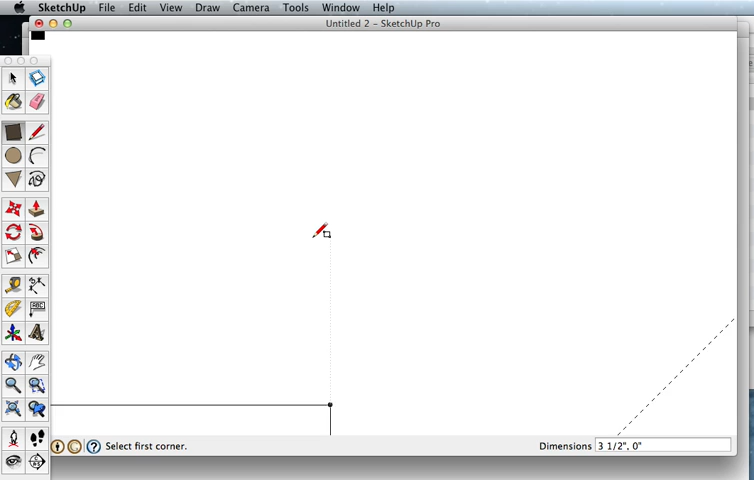 SketchUp File Edit View Draw Camera Tools Window Help
Untitled 2 – SketchUp Pro
ABC
Select first corner.
Dimensions 3 1/2", 0"